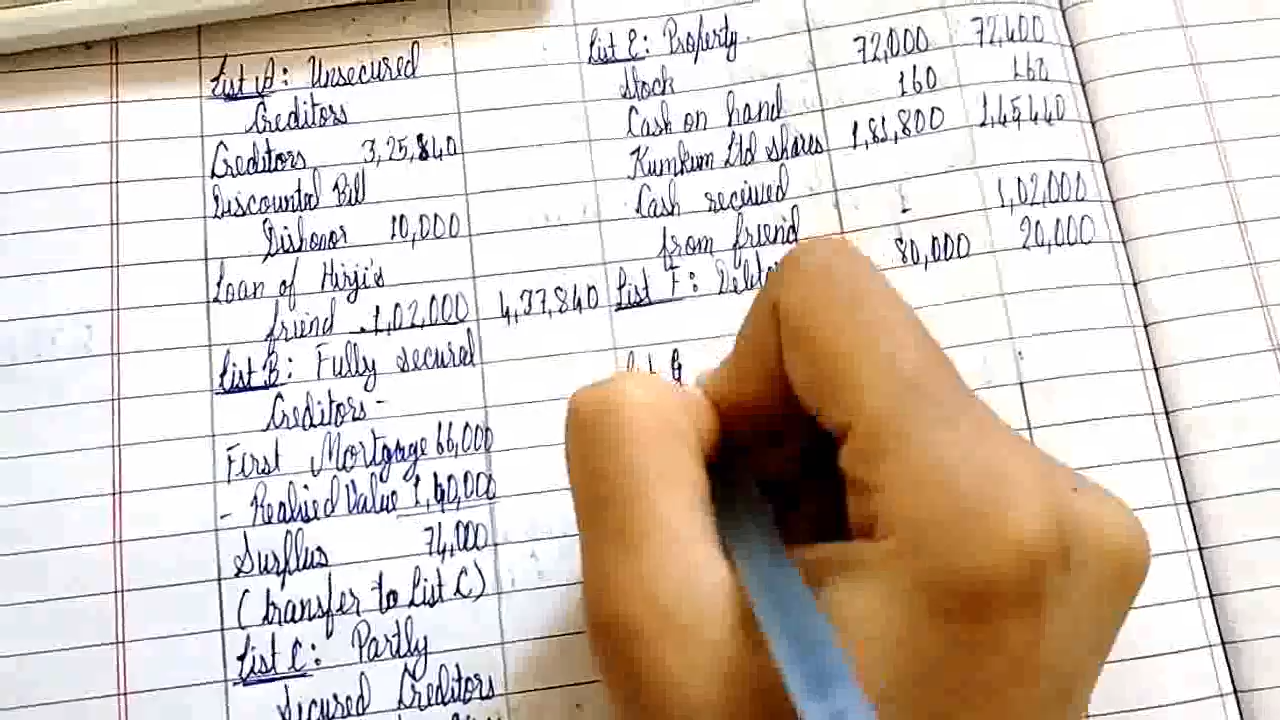 List A: Unsecured
Creditors
Creditors 3,25,840
Discounted Bill
Dishonor 10,000
Loan of Hirji's
friend 1,02,000 4,37,840
List B: Fully secured
Creditors -
First Mortgage 66,000
- Realised Value 1,40,000
Surplus 74,000
(transfer to List C)
List C: Partly
Secured Creditors
List E: Property.
Stock 72,000 72,400
Cash on hand 160 160
Kumkum Ltd shares 1,81,800 1,45,440
Cash received
from friend - 1,02,000
List F: 80,000 20,000